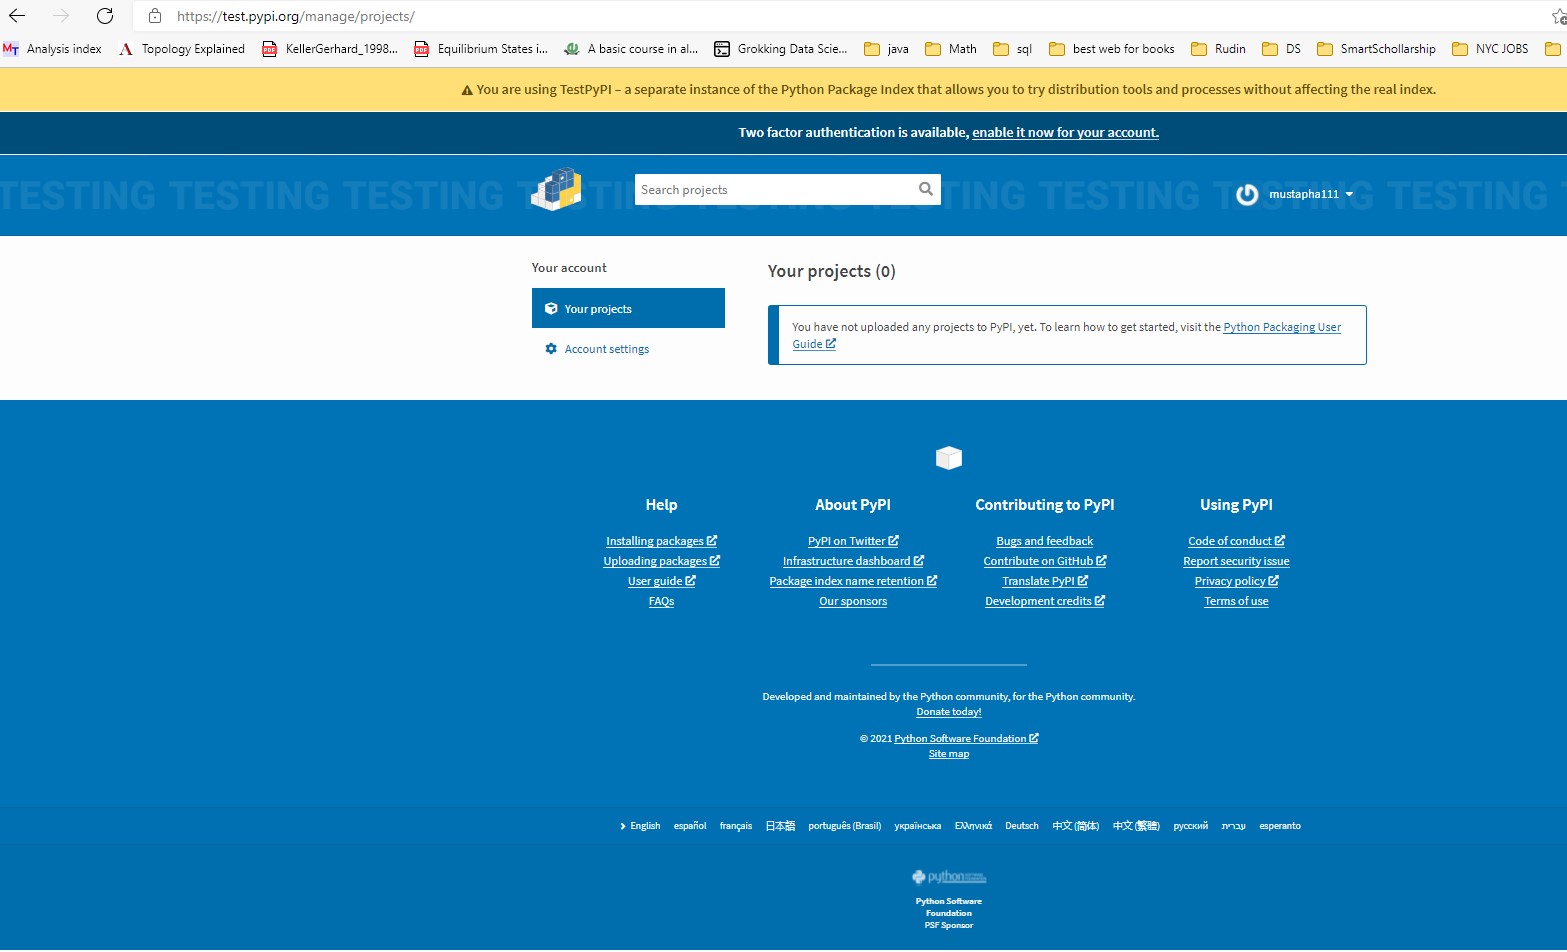 https://test.pypi.org/manage/projects/
Analysis index Topology Explained KellerGerhard_1998... Equilibrium States i... A basic course in al... Grokking Data Scie... java Math sql best web for books Rudin DS SmartSchollarship NYC JOBS
You are using TestPyPI – a separate instance of the Python Package Index that allows you to try distribution tools and processes without affecting the real index.
Two factor authentication is available, enable it now for your account.
TESTING TESTING TESTING TESTING TESTING TESTING TESTING TESTING TESTING
Search projects
mustapha111
Your account
Your projects
Account settings
Your projects (0)
You have not uploaded any projects to PyPI, yet. To learn how to get started, visit the Python Packaging User
Guide
Help
Installing packages
Uploading packages
User guide
FAQs
About PyPI
PyPI on Twitter
Infrastructure dashboard
Package index name retention
Our sponsors
Contributing to PyPI
Bugs and feedback
Contribute on GitHub
Translate PyPI
Development credits
Using PyPI
Code of conduct
Report security issue
Privacy policy
Terms of use
Developed and maintained by the Python community, for the Python community.
Donate today!
© 2021 Python Software Foundation
Site map
English español français 日本語 português (Brasil) українська Ελληνικά Deutsch 中文 (简体) 中文 (繁體) русский עברית esperanto
python
Python Software
Foundation
PSF Sponsor